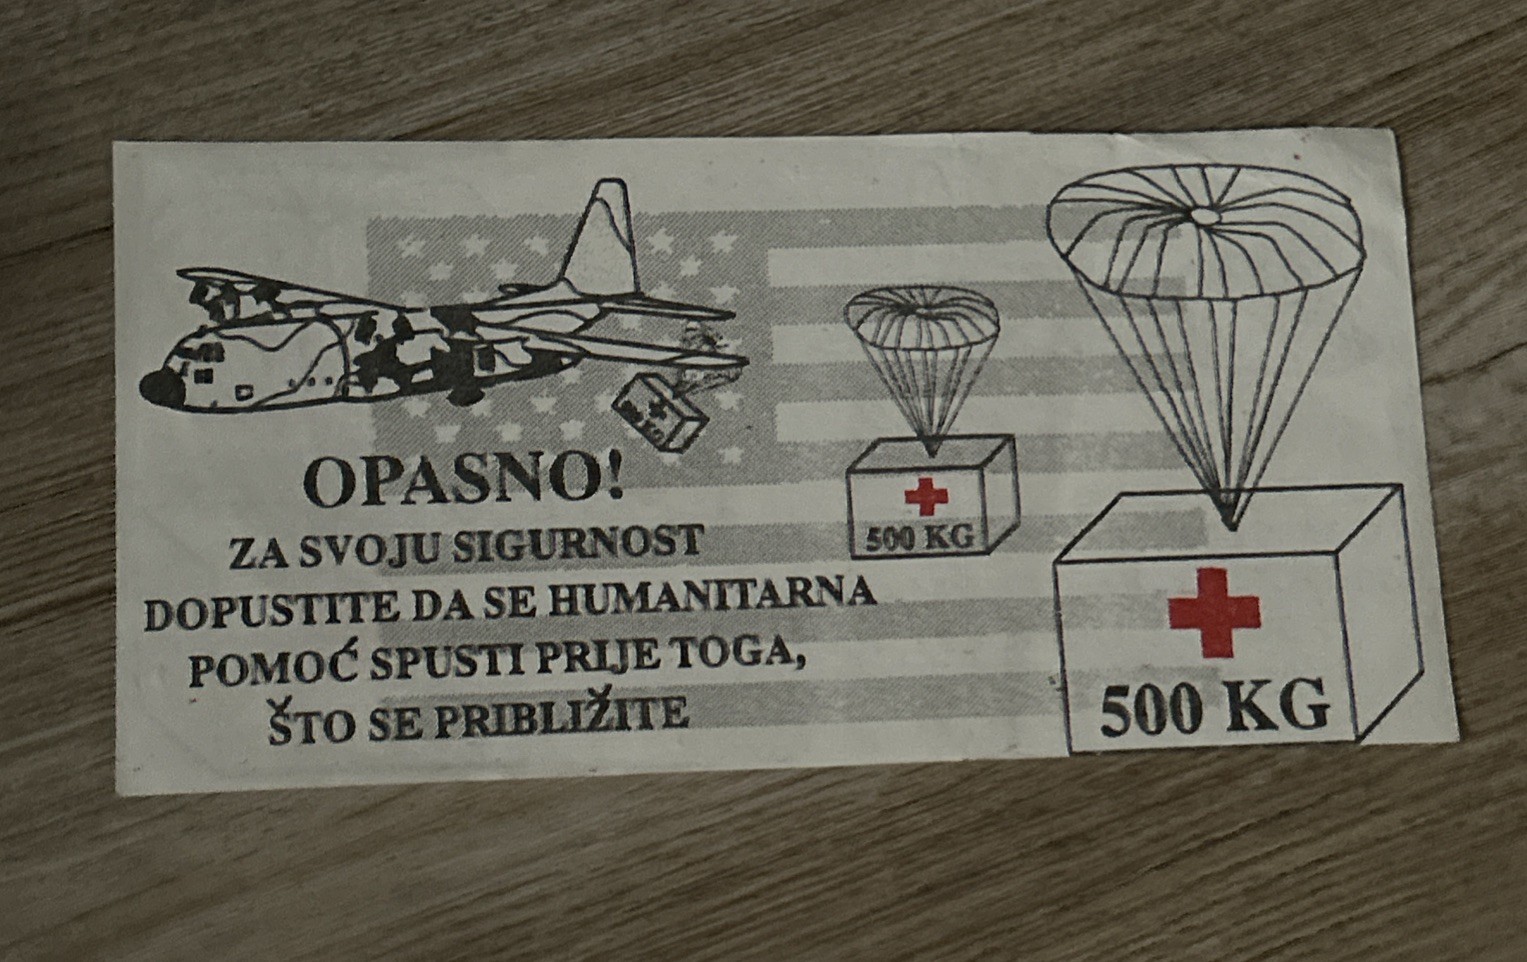 OPASNO!
ZA SVOJU SIGURNOST
DOPUSTITE DA SE HUMANITARNA
POMOĆ SPUSTI PRIJE TOGA,
ŠTO SE PRIBLIŽITE
500 KG
500 KG